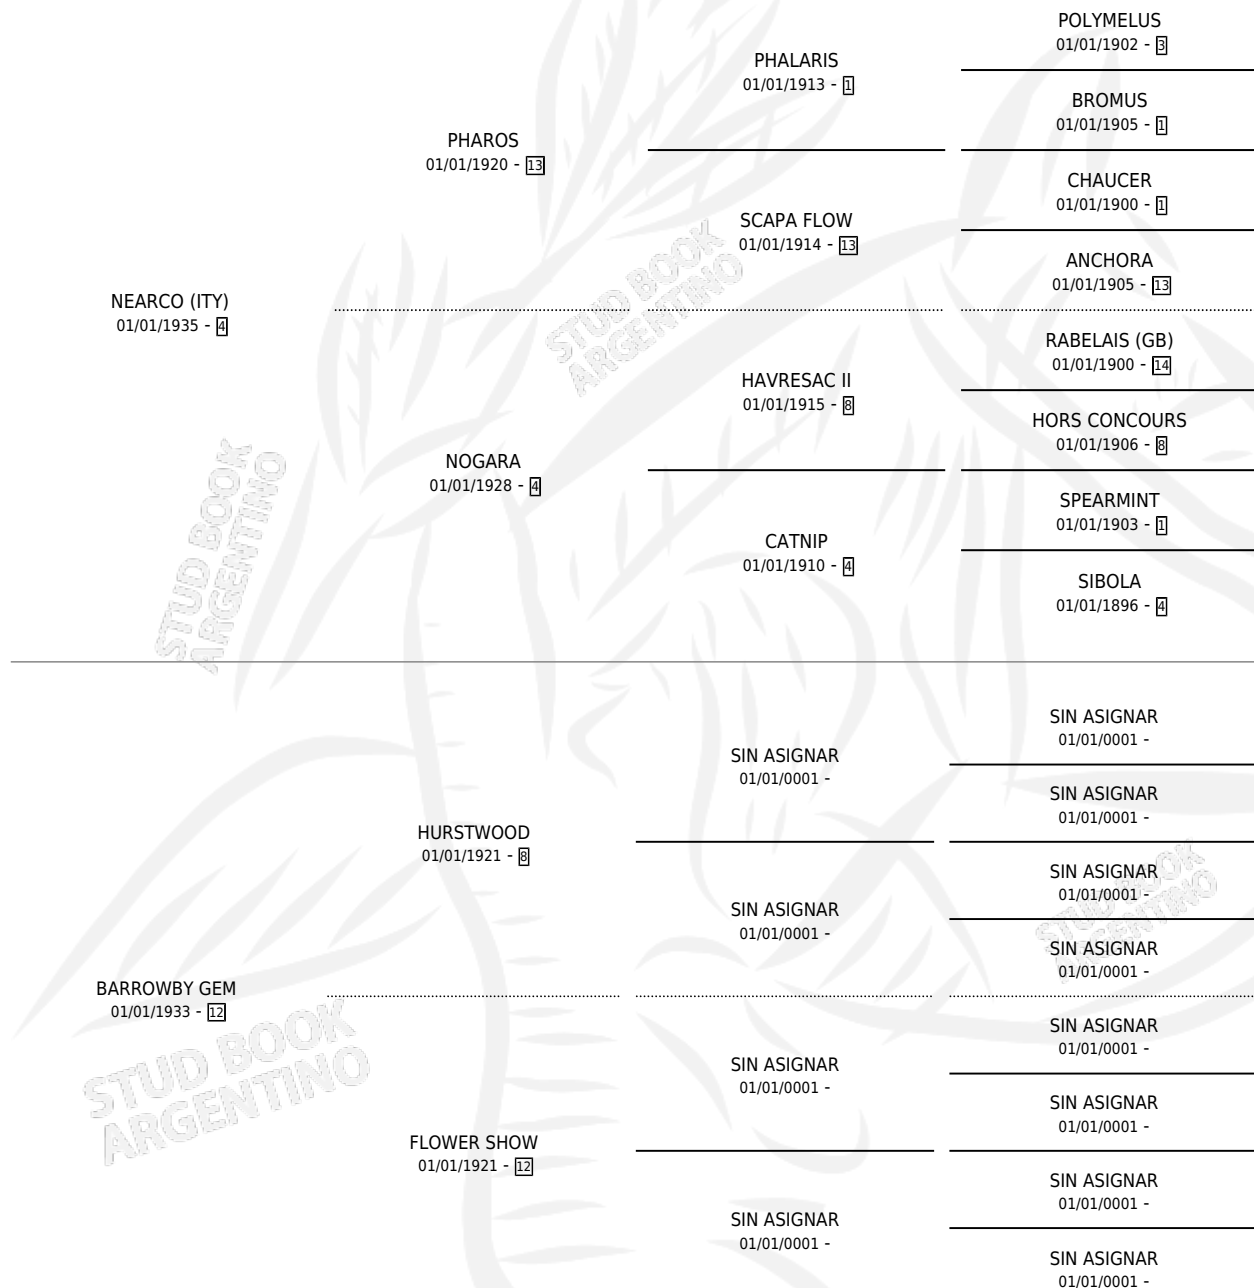 POLYMELUS
01/01/1902 - 3
PHALARIS
01/01/1913 - 1
BROMUS
01/01/1905 - 1
PHAROS
01/01/1920 - 13
CHAUCER
01/01/1900 - 1
SCAPA FLOW
01/01/1914 - 13
ANCHORA
01/01/1905 - 13
STUD BOOK
ARGENTINO
NEARCO (ITY)
01/01/1935 - 4
RABELAIS (GB)
01/01/1900 - 14
HAVRESAC II
01/01/1915 - 8
HORS CONCOURS
01/01/1906 - 8
NOGARA
01/01/1928 - 4
SPEARMINT
01/01/1903 - 1
CATNIP
01/01/1910 - 4
SIBOLA
01/01/1896 - 4
STUD BOOK
ARGENTINO
SIN ASIGNAR
01/01/0001 -
SIN ASIGNAR
01/01/0001 -
SIN ASIGNAR
01/01/0001 -
HURSTWOOD
01/01/1921 - 8
SIN ASIGNAR
01/01/0001 -
SIN ASIGNAR
01/01/0001 -
SIN ASIGNAR
01/01/0001 -
STUD BOOK
ARGENTINO
BARROWBY GEM
01/01/1933 - 12
SIN ASIGNAR
01/01/0001 -
SIN ASIGNAR
01/01/0001 -
SIN ASIGNAR
01/01/0001 -
STUD BOOK
ARGENTINO
FLOWER SHOW
01/01/1921 - 12
SIN ASIGNAR
01/01/0001 -
SIN ASIGNAR
01/01/0001 -
SIN ASIGNAR
01/01/0001 -